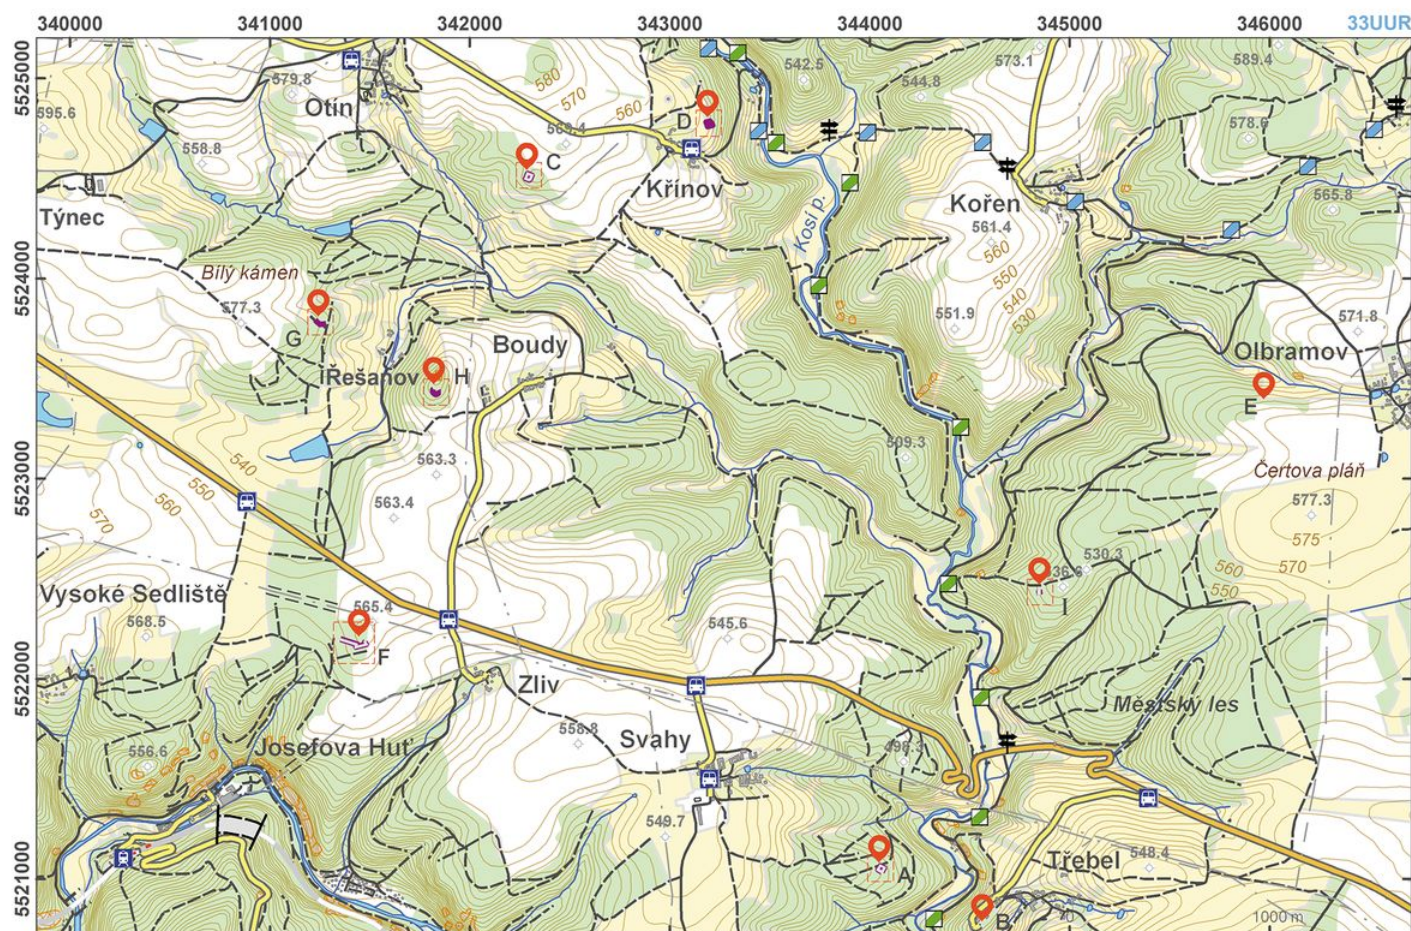 340000 341000 342000 343000 344000 345000 346000 33UUR
5525000
5524000
5523000
5522000
5521000
573.1
589.4
542.5
579.8
580
544.8
570
Otín
595.6
560
D
569.4
578.6
558.8
C
Křínov
565.8
Kořen
Týnec
Kosí p.
561.4
560
Bílý kámen
550
540
577.3
551.9
530
571.8
G
Boudy
Olbramov
Řešanov
H
E
509.3
540
563.3
Čertova pláň
550
560
563.4
577.3
570
575
530.3
560
570
Vysoké Sedliště
550
565.4
I
568.5
545.6
F
Zliv
Městský les
558.8
Svahy
556.6
Josefova Huť
498.3
549.7
Třebel
548.4
A
B
1000 m